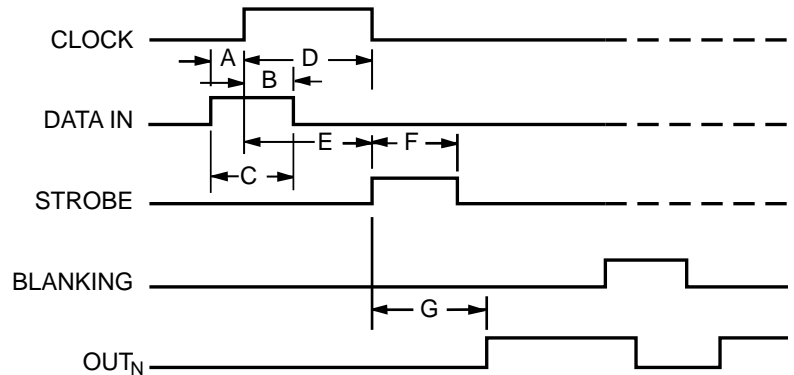 CLOCK
A
D
B
DATA IN
E
F
C
STROBE
BLANKING
G
OUTN